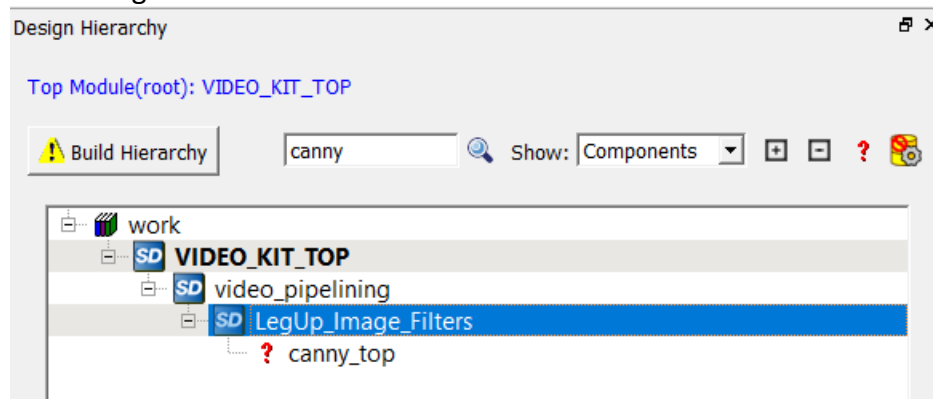 Design Hierarchy
Top Module(root): VIDEO_KIT_TOP
Build Hierarchy canny Show: Components
work
SD VIDEO_KIT_TOP
SD video_pipelining
SD LegUp_Image_Filters
? canny_top